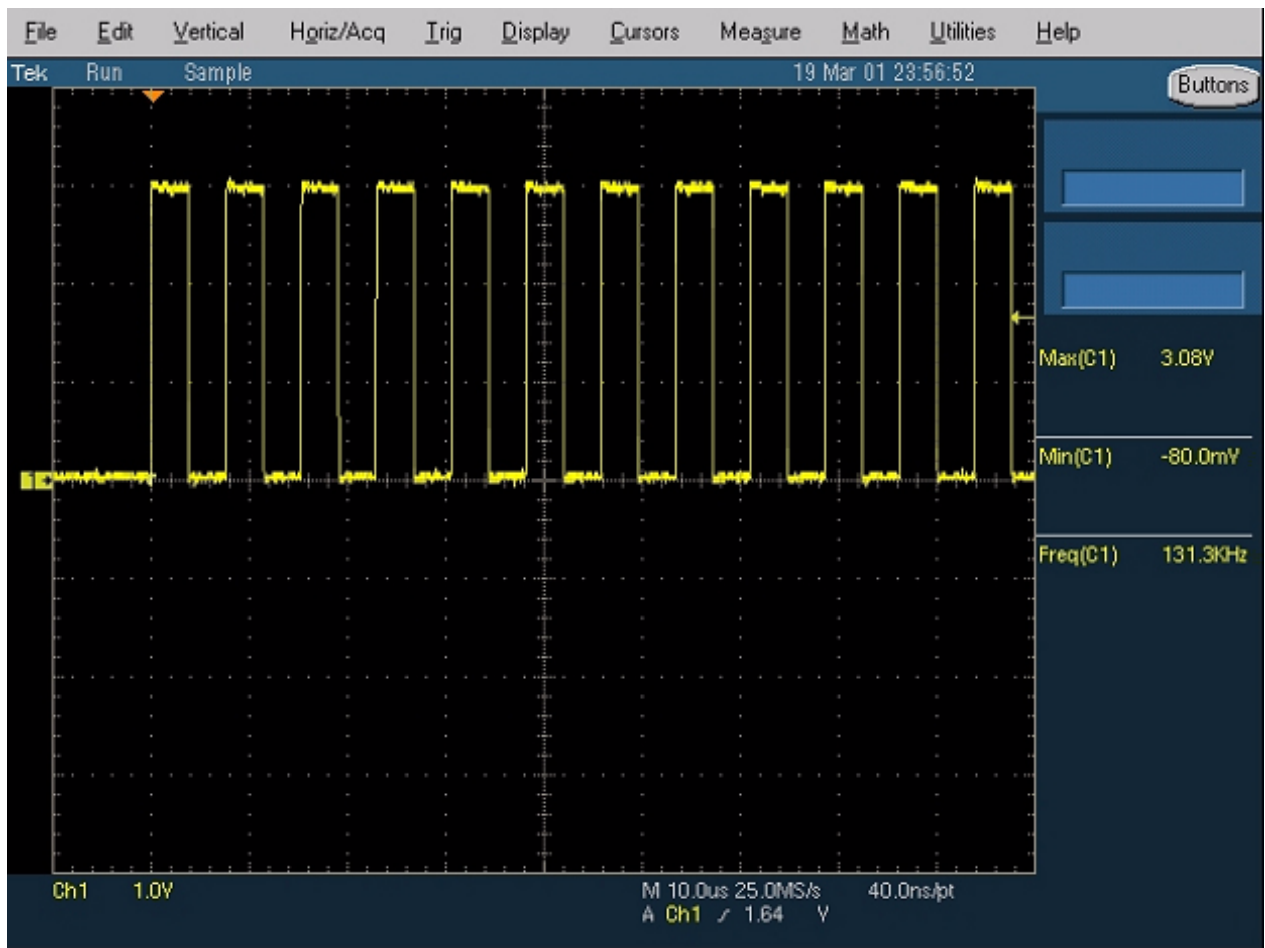 File Edit Vertical Horiz/Acq Trig Display Cursors Measure Math Utilities Help
Tek Run Sample 19 Mar 01 23:56:52 Buttons
Max(C1) 3.08V
1
Min(C1) -80.0mV
Freq(C1) 131.3KHz
Ch1 1.0V M 10.0us 25.0MS/s 40.0ns/pt
A Ch1 1.64 V